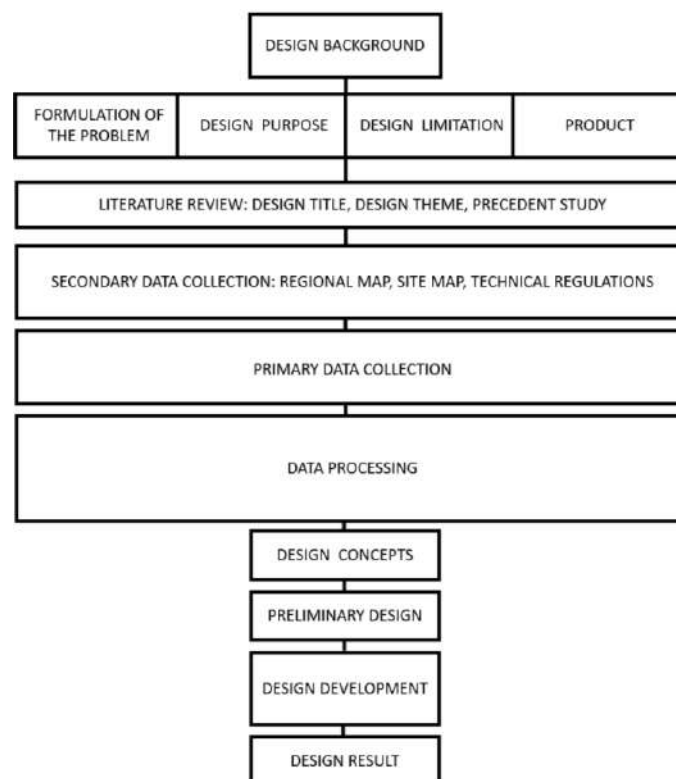 DESIGN BACKGROUND
FORMULATION OF
THE PROBLEM
DESIGN PURPOSE
DESIGN LIMITATION
PRODUCT
LITERATURE REVIEW: DESIGN TITLE, DESIGN THEME, PRECEDENT STUDY
SECONDARY DATA COLLECTION: REGIONAL MAP, SITE MAP, TECHNICAL REGULATIONS
PRIMARY DATA COLLECTION
DATA PROCESSING
DESIGN CONCEPTS
PRELIMINARY DESIGN
DESIGN DEVELOPMENT
DESIGN RESULT